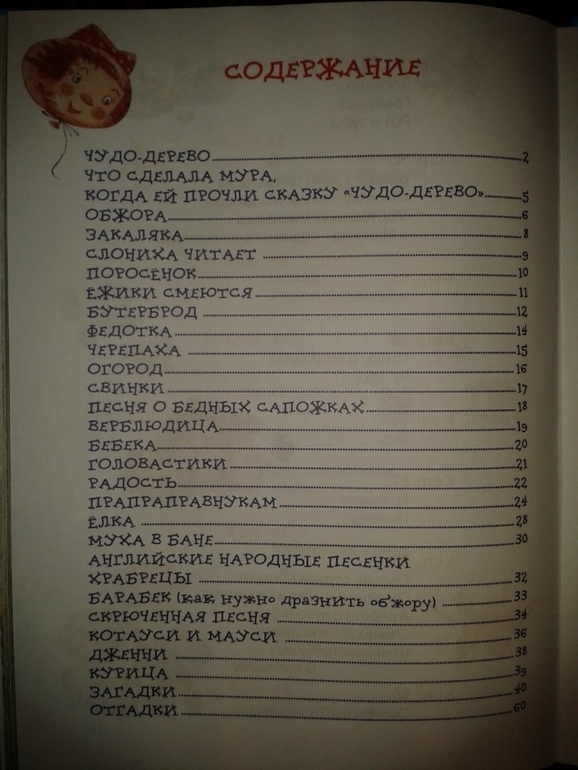 СОДЕРЖАНИЕ
ЧУДО-ДЕРЕВО 2
ЧТО СДЕЛАЛА МУРА,
КОГДА ЕЙ ПРОЧЛИ СКАЗКУ «ЧУДО-ДЕРЕВО» 5
ОБЖОРА 6
ЗАКАЛЯКА 8
СЛОНИХА ЧИТАЕТ 9
ПОРОСЁНОК 10
ЁЖИКИ СМЕЮТСЯ 11
БУТЕРБРОД 12
ФЕДОТКА 14
ЧЕРЕПАХА 15
ОГОРОД 16
СВИНКИ 17
ПЕСНЯ О БЕДНЫХ САПОЖКАХ 18
ВЕРБЛЮДИЦА 19
БЕБЕКА 20
ГОЛОВАСТИКИ 21
РАДОСТЬ 22
ПРАПРАПРАВНУКАМ 24
ЁЛКА 28
МУХА В БАНЕ 30
АНГЛИЙСКИЕ НАРОДНЫЕ ПЕСЕНКИ
ХРАБРЕЦЫ 32
БАРАБЕК (как нужно дразнить обжору) 33
СКРЮЧЕННАЯ ПЕСНЯ 34
КОТАУСИ И МАУСИ 36
ДЖЕННИ 38
КУРИЦА 39
ЗАГАДКИ 40
ОТГАДКИ 60